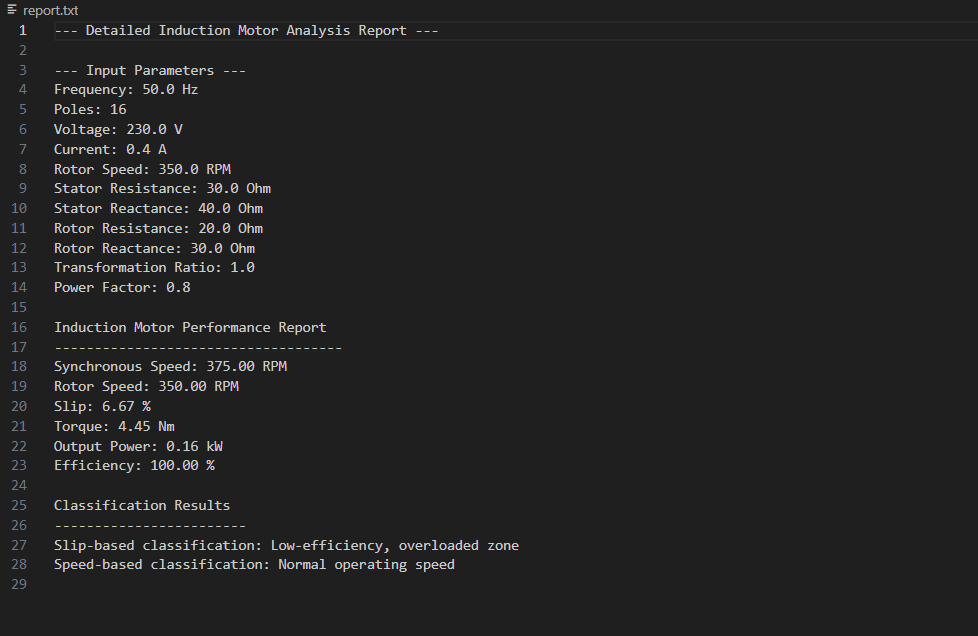 report.txt
1 --- Detailed Induction Motor Analysis Report ---
2
3 --- Input Parameters ---
4 Frequency: 50.0 Hz
5 Poles: 16
6 Voltage: 230.0 V
7 Current: 0.4 A
8 Rotor Speed: 350.0 RPM
9 Stator Resistance: 30.0 Ohm
10 Stator Reactance: 40.0 Ohm
11 Rotor Resistance: 20.0 Ohm
12 Rotor Reactance: 30.0 Ohm
13 Transformation Ratio: 1.0
14 Power Factor: 0.8
15
16 Induction Motor Performance Report
17 ------------------------------------
18 Synchronous Speed: 375.00 RPM
19 Rotor Speed: 350.00 RPM
20 Slip: 6.67 %
21 Torque: 4.45 Nm
22 Output Power: 0.16 kW
23 Efficiency: 100.00 %
24
25 Classification Results
26 ------------------------
27 Slip-based classification: Low-efficiency, overloaded zone
28 Speed-based classification: Normal operating speed
29